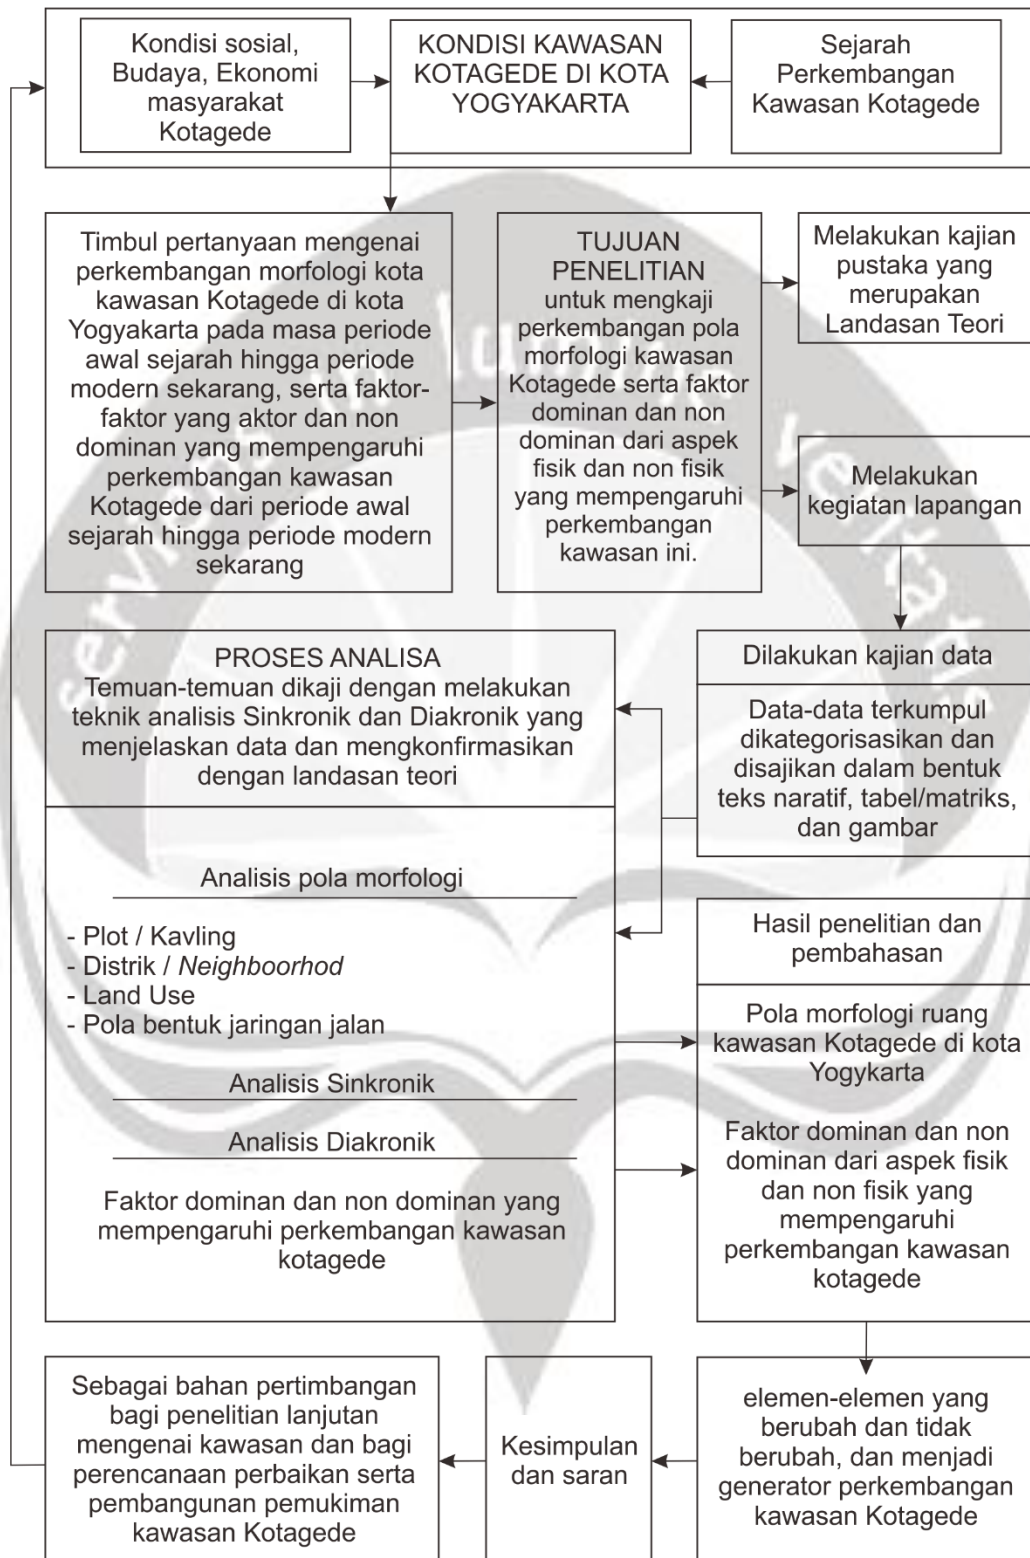 Kondisi sosial,
Budaya, Ekonomi
masyarakat
Kotagede
KONDISI KAWASAN
KOTAGEDE DI KOTA
YOGYAKARTA
Sejarah
Perkembangan
Kawasan Kotagede
Timbul pertanyaan mengenai
perkembangan morfologi kota
kawasan Kotagede di kota
Yogyakarta pada masa periode
awal sejarah hingga periode
modern sekarang, serta faktor-
faktor yang aktor dan non
dominan yang mempengaruhi
perkembangan kawasan
Kotagede dari periode awal
sejarah hingga periode modern
sekarang
TUJUAN
PENELITIAN
untuk mengkaji
perkembangan pola
morfologi kawasan
Kotagede serta faktor
dominan dan non
dominan dari aspek
fisik dan non fisik
yang mempengaruhi
perkembangan
kawasan ini.
Melakukan kajian
pustaka yang
merupakan
Landasan Teori
Melakukan
kegiatan lapangan
Dilakukan kajian data
Data-data terkumpul
dikategorisasikan dan
disajikan dalam bentuk
teks naratif, tabel/matriks,
dan gambar
PROSES ANALISA
Temuan-temuan dikaji dengan melakukan
teknik analisis Sinkronik dan Diakronik yang
menjelaskan data dan mengkonfirmasikan
dengan landasan teori
Analisis pola morfologi
- Plot / Kavling
- Distrik / Neighboorhod
- Land Use
- Pola bentuk jaringan jalan
Analisis Sinkronik
Analisis Diakronik
Faktor dominan dan non dominan yang
mempengaruhi perkembangan kawasan
kotagede
Hasil penelitian dan
pembahasan
Pola morfologi ruang
kawasan Kotagede di kota
Yogykarta
Faktor dominan dan non
dominan dari aspek fisik
dan non fisik yang
mempengaruhi
perkembangan kawasan
kotagede
elemen-elemen yang
berubah dan tidak
berubah, dan menjadi
generator perkembangan
kawasan Kotagede
Kesimpulan
dan saran
Sebagai bahan pertimbangan
bagi penelitian lanjutan
mengenai kawasan dan bagi
perencanaan perbaikan serta
pembangunan pemukiman
kawasan Kotagede
serviens in lumine veritatis